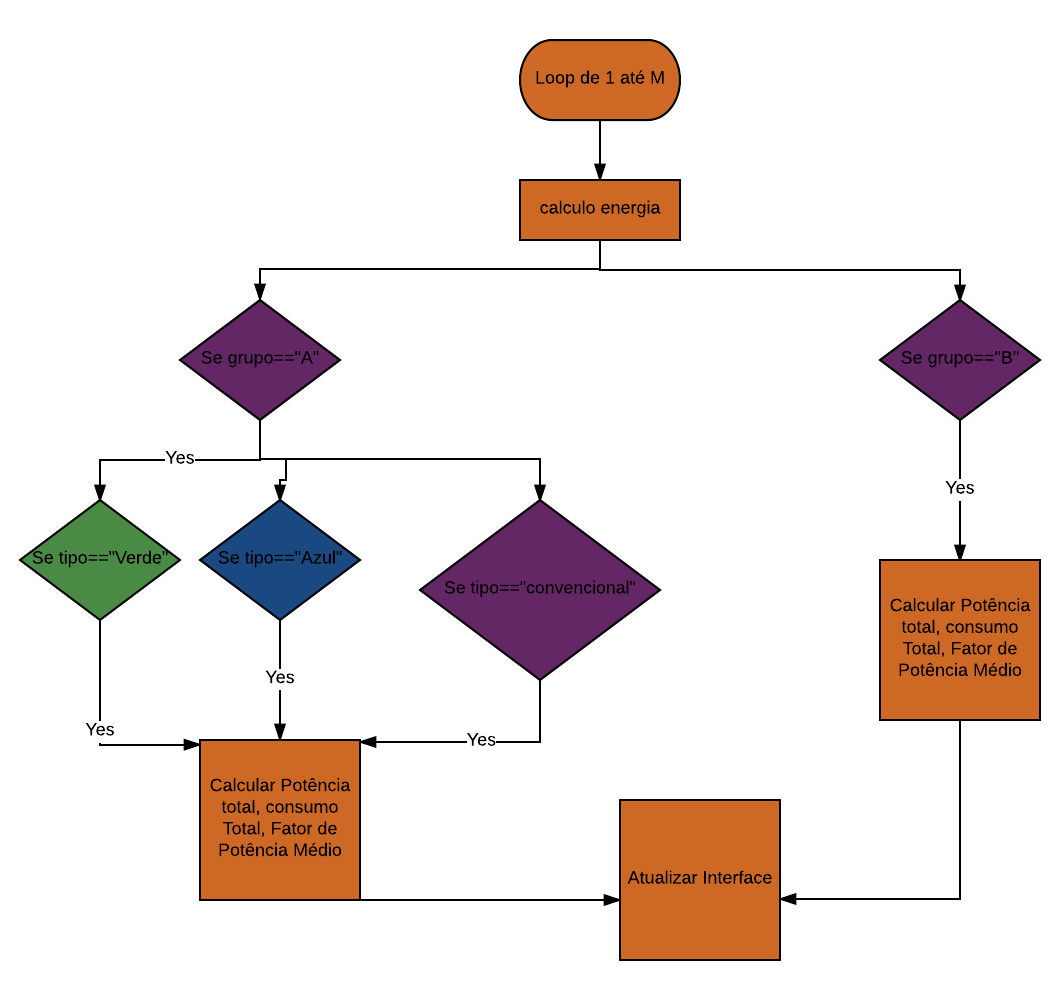 Loop de 1 até M
calculo energia
Se grupo=="A"
Se grupo=="B"
Yes
Yes
Se tipo=="Verde"
Se tipo=="Azul"
Se tipo=="convencional"
Calcular Potência
total, consumo
Total, Fator de
Potência Médio
Yes
Yes
Yes
Calcular Potência
total, consumo
Total, Fator de
Potência Médio
Atualizar Interface